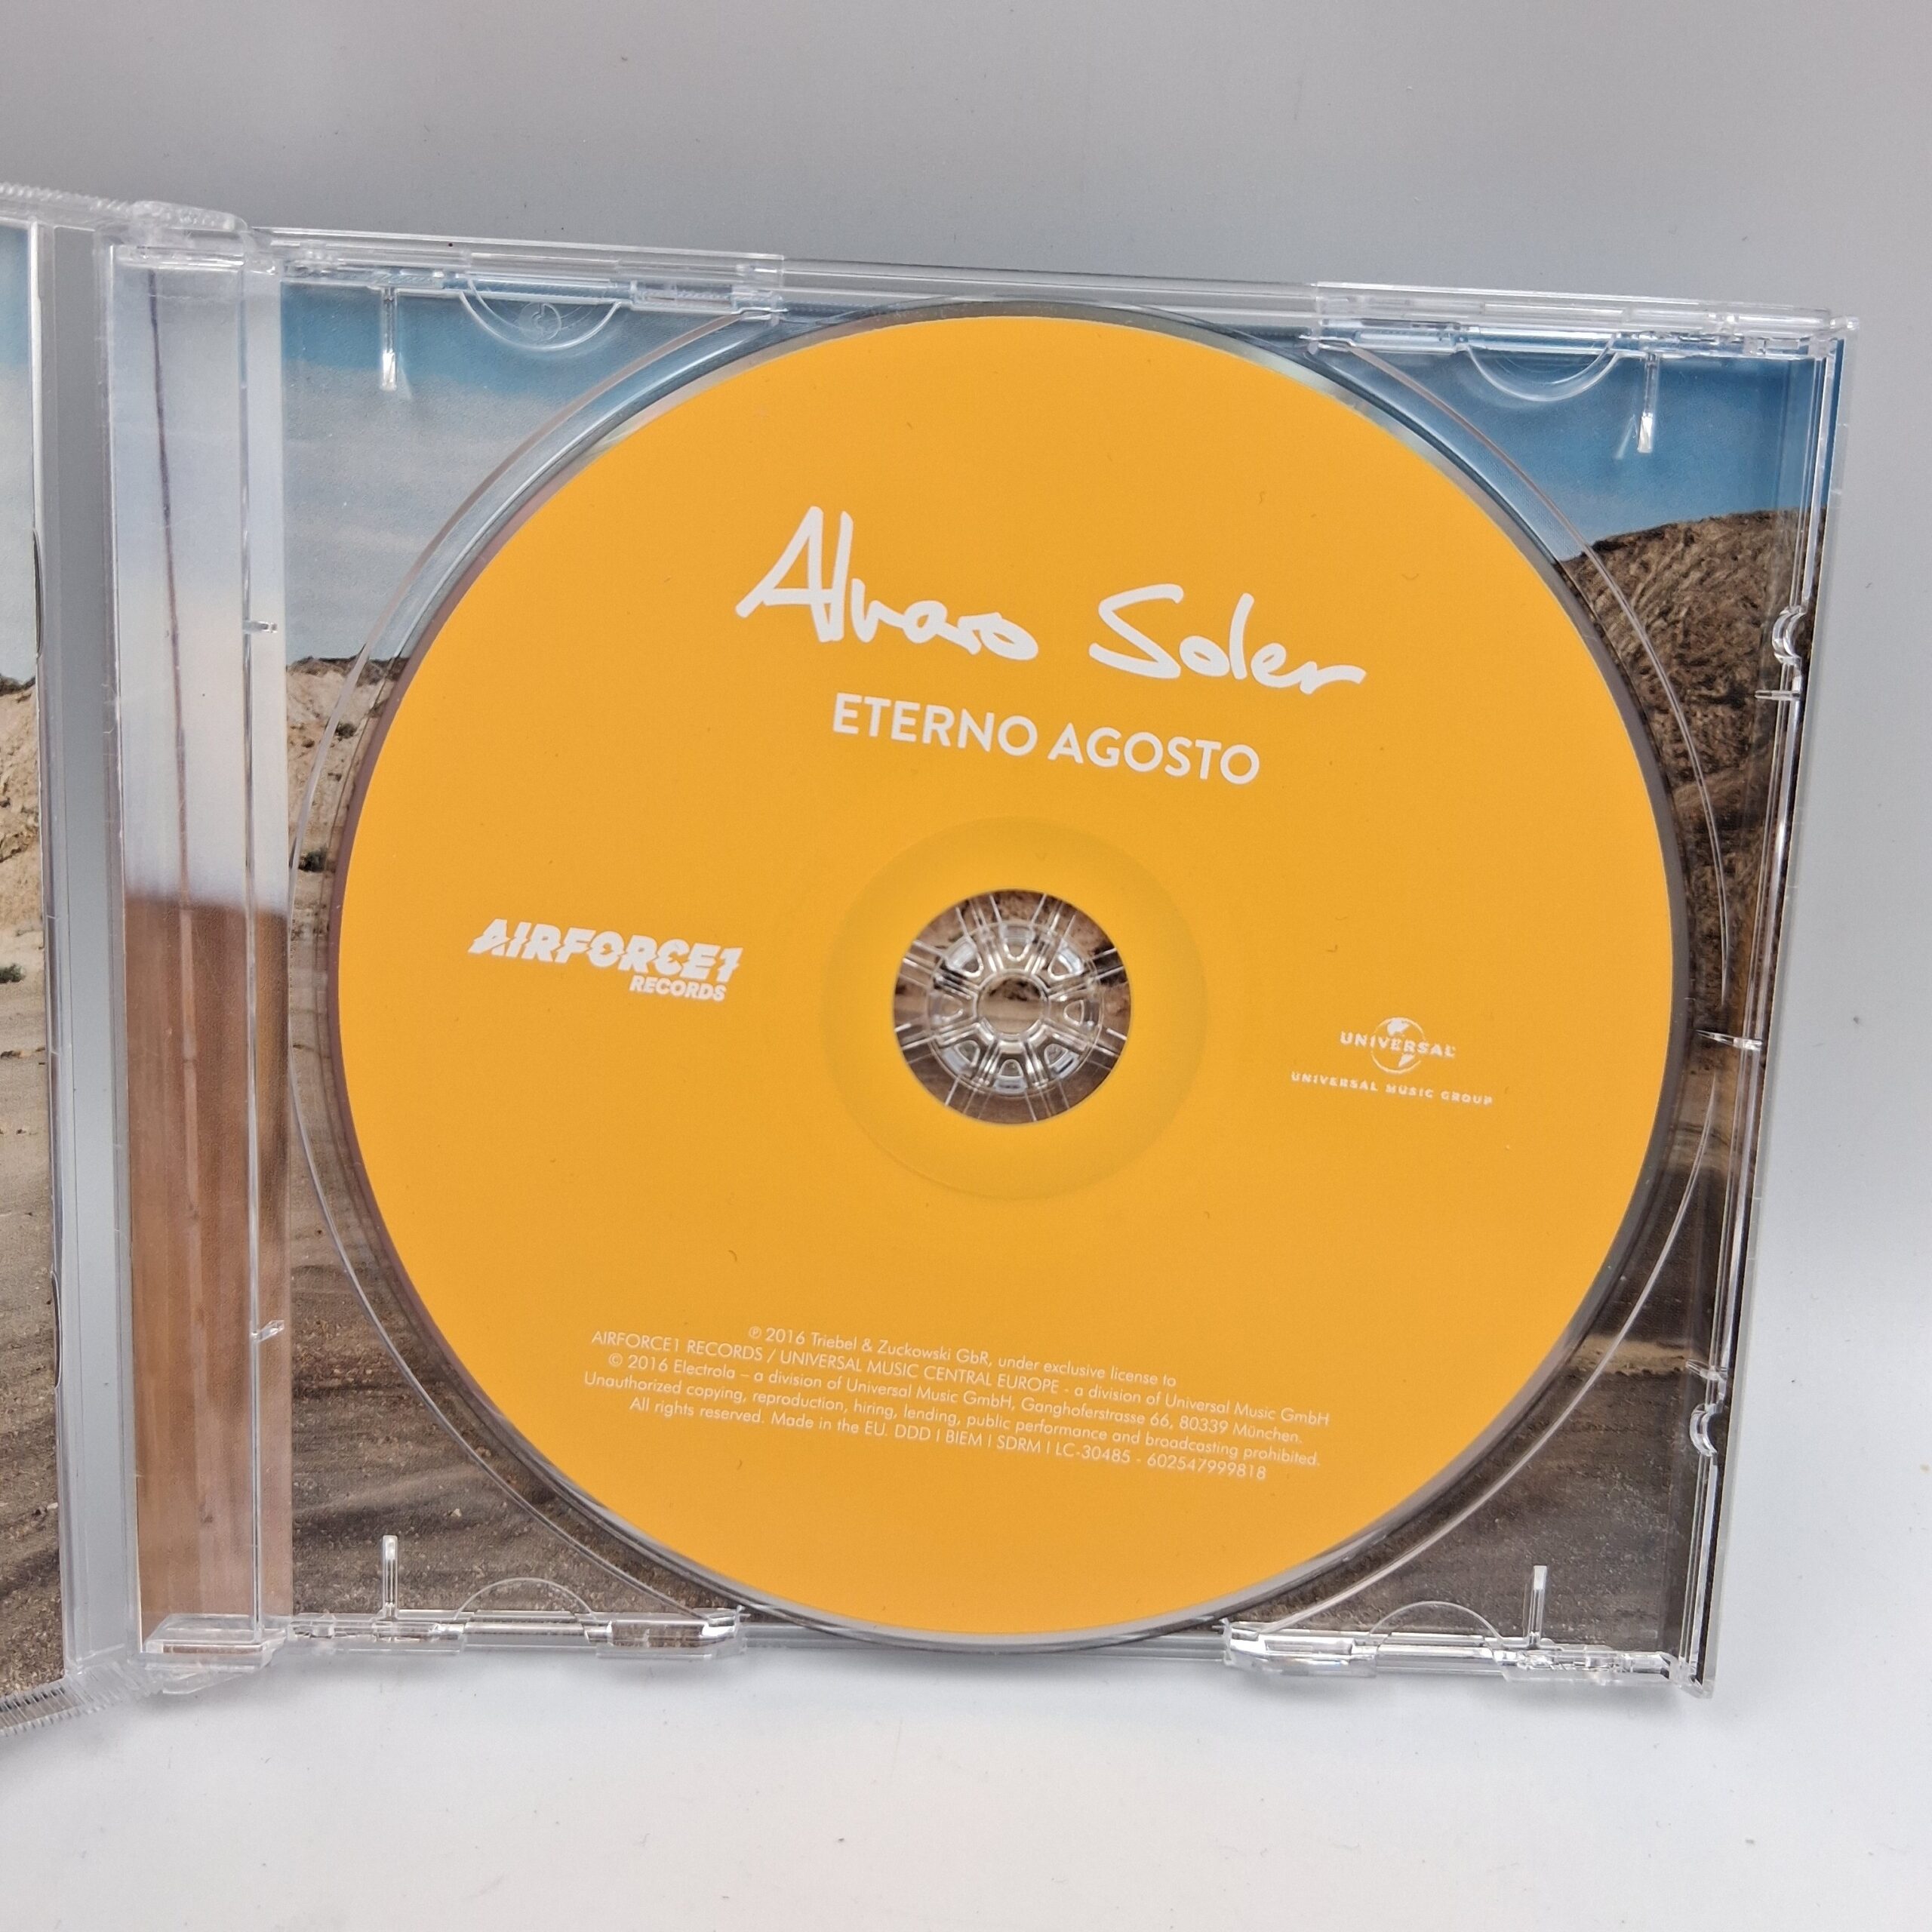 Alvaro Soler
ETERNO AGOSTO
AIRFORCE1
RECORDS
UNIVERSAL
UNIVERSAL MUSIC GROUP
℗ 2016 Triebel & Zuckowski GbR, under exclusive license to
AIRFORCE1 RECORDS / UNIVERSAL MUSIC CENTRAL EUROPE - a division of Universal Music GmbH
© 2016 Electrola – a division of Universal Music GmbH, Ganghoferstrasse 66, 80339 München.
Unauthorized copying, reproduction, hiring, lending, public performance and broadcasting prohibited.
All rights reserved. Made in the EU. DDD I BIEM I SDRM I LC-30485 - 602547999818